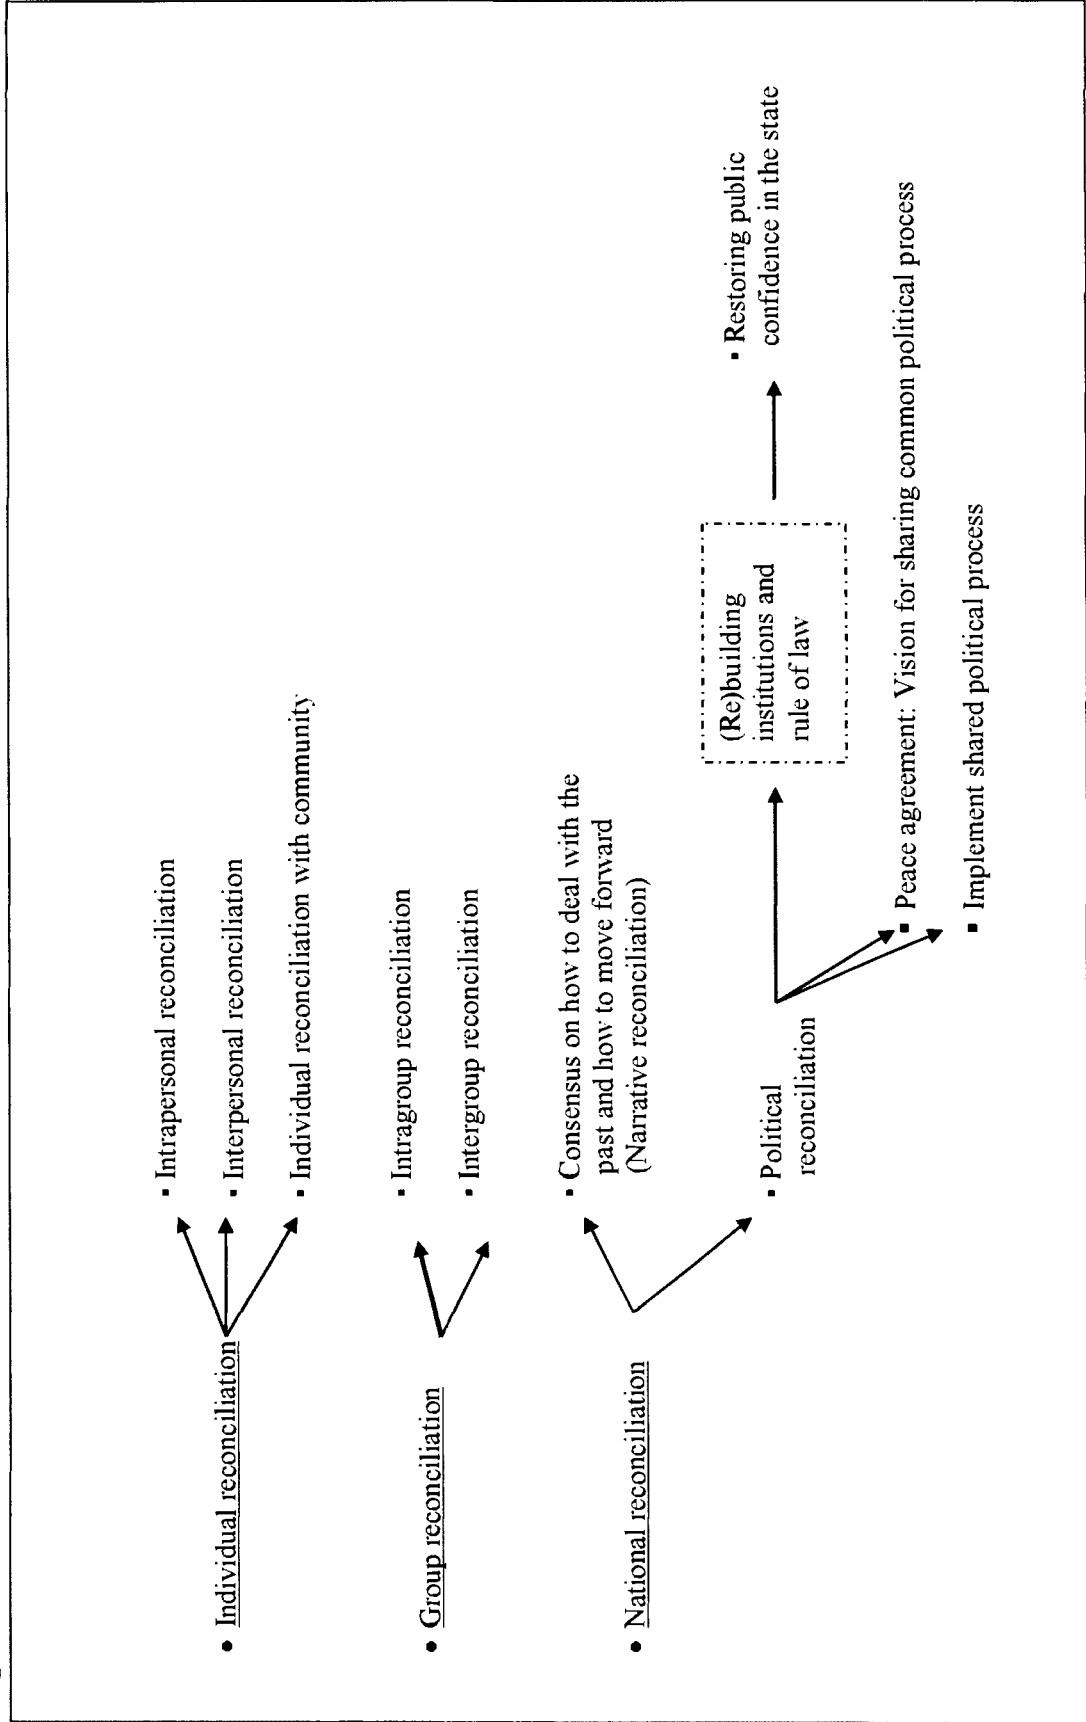 ● Individual reconciliation
▪ Intrapersonal reconciliation
▪ Interpersonal reconciliation
▪ Individual reconciliation with community
● Group reconciliation
▪ Intragroup reconciliation
▪ Intergroup reconciliation
● National reconciliation
▪ Consensus on how to deal with the
past and how to move forward
(Narrative reconciliation)
▪ Political
reconciliation
(Re)building
institutions and
rule of law
▪ Restoring public
confidence in the state
▪ Peace agreement: Vision for sharing common political process
▪ Implement shared political process